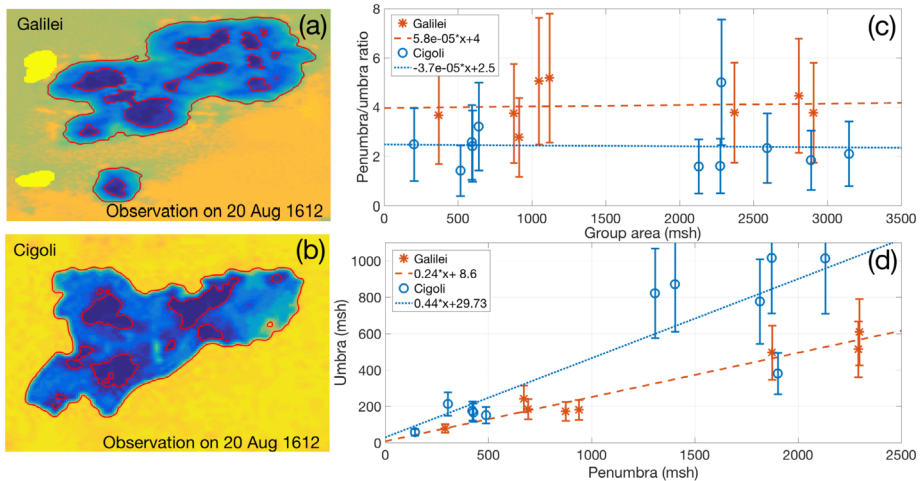 Galilei
(a)
Observation on 20 Aug 1612
Cigoli
(b)
Observation on 20 Aug 1612
8
6
4
2
0
Penumbra/umbra ratio
Galilei
5.8e-05*x+4
Cigoli
-3.7e-05*x+2.5
(c)
0 500 1000 1500 2000 2500 3000 3500
Group area (msh)
1000
800
600
400
200
0
Umbra (msh)
Galilei
0.24*x+ 8.6
Cigoli
0.44*x+29.73
(d)
0 500 1000 1500 2000 2500
Penumbra (msh)